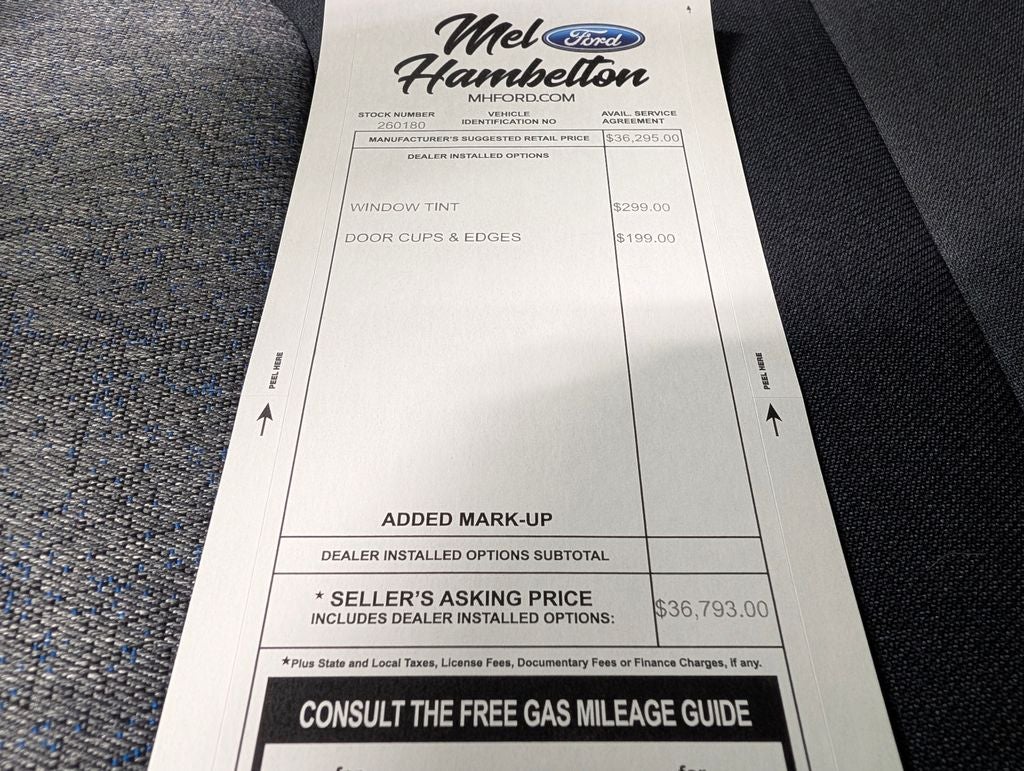 Mel Ford
Hambelton
MHFORD.COM
STOCK NUMBER
260180
VEHICLE
IDENTIFICATION NO
AVAIL. SERVICE
AGREEMENT
MANUFACTURER'S SUGGESTED RETAIL PRICE $36,295.00
DEALER INSTALLED OPTIONS
WINDOW TINT $299.00
DOOR CUPS & EDGES $199.00
PEEL HERE
PEEL HERE
ADDED MARK-UP
DEALER INSTALLED OPTIONS SUBTOTAL
* SELLER'S ASKING PRICE
INCLUDES DEALER INSTALLED OPTIONS:
$36,793.00
*Plus State and Local Taxes, License Fees, Documentary Fees or Finance Charges, if any.
CONSULT THE FREE GAS MILEAGE GUIDE